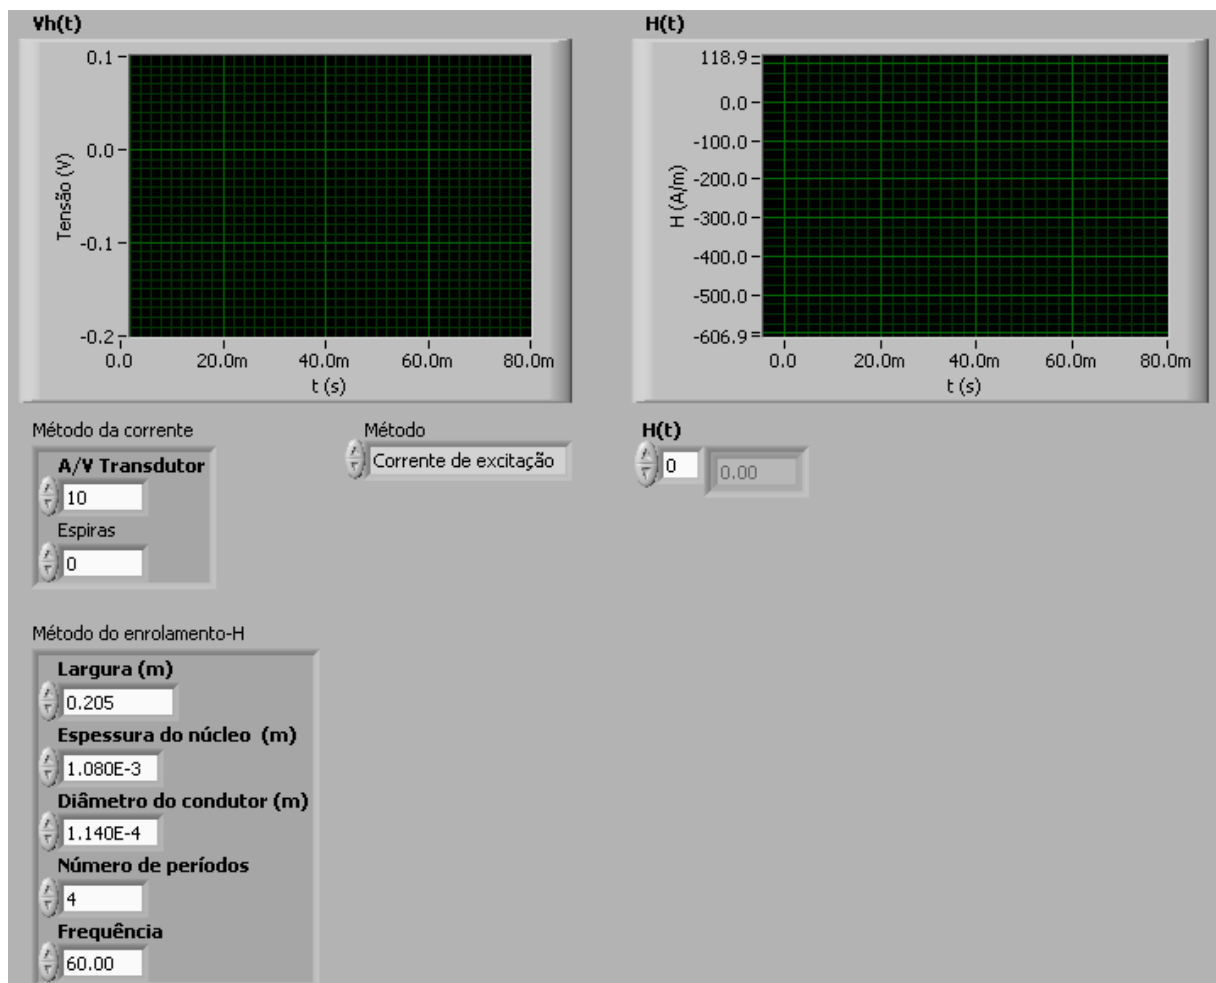 Vh(t)
0.1
0.0
-0.1
-0.2
Tensão (V)
0.0 20.0m 40.0m 60.0m 80.0m
t (s)
H(t)
118.9
0.0
-100.0
-200.0
-300.0
-400.0
-500.0
-606.9
H (A/m)
0.0 20.0m 40.0m 60.0m 80.0m
t (s)
Método da corrente
A/V Transdutor
10
Espiras
0
Método
Corrente de excitação
H(t)
0 0.00
Método do enrolamento-H
Largura (m)
0.205
Espessura do núcleo (m)
1.080E-3
Diâmetro do condutor (m)
1.140E-4
Número de períodos
4
Frequência
60.00